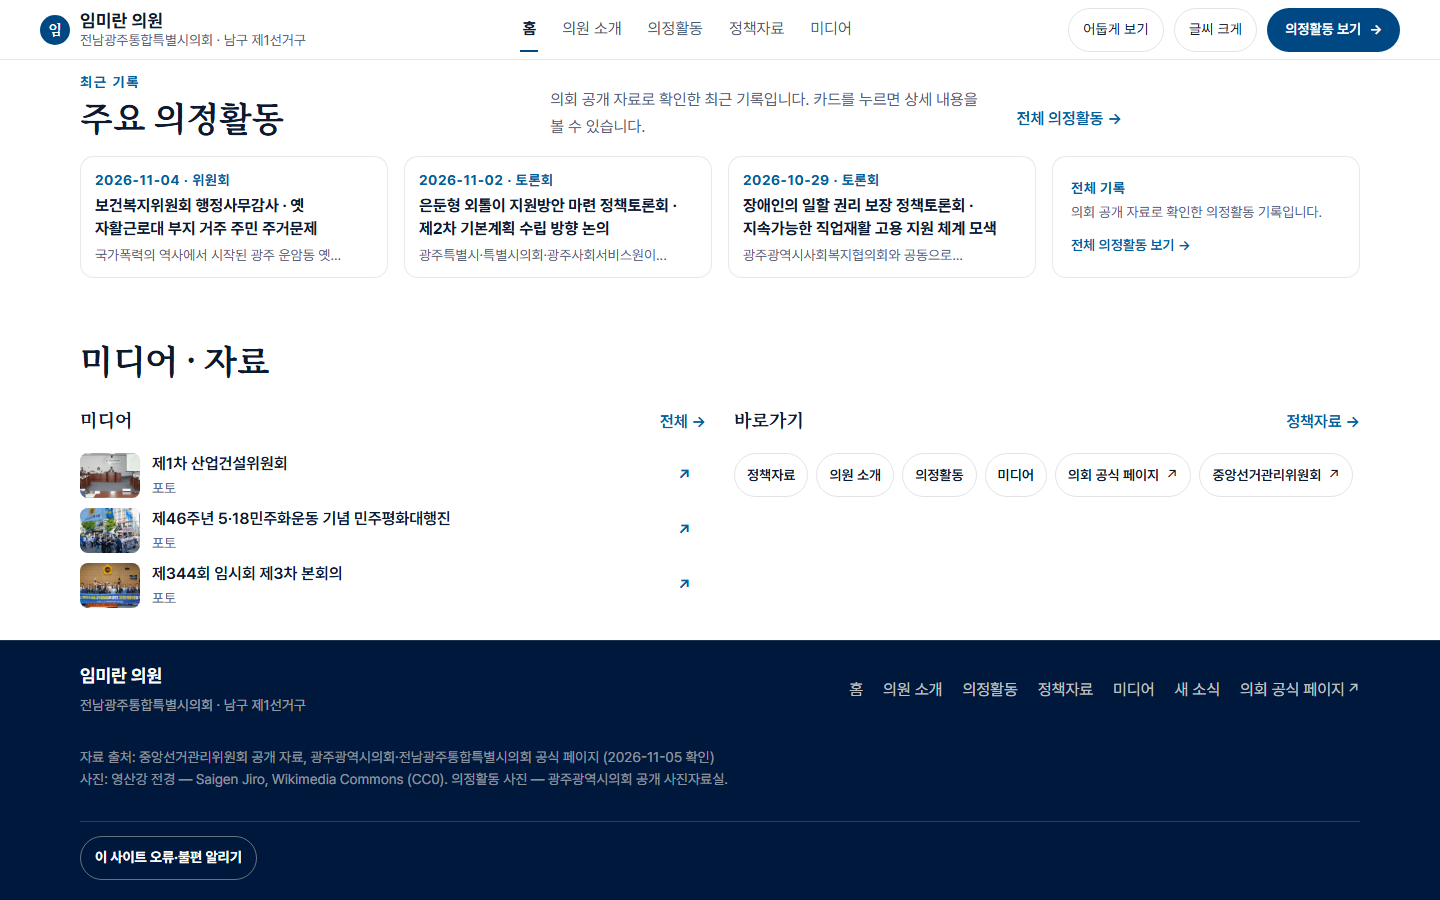 임
임미란 의원
전남광주통합특별시의회 · 남구 제1선거구
홈
의원 소개
의정활동
정책자료
미디어
어둡게 보기
글씨 크게
의정활동 보기 →
최근 기록
주요 의정활동
의회 공개 자료로 확인한 최근 기록입니다. 카드를 누르면 상세 내용을
볼 수 있습니다.
전체 의정활동 →
2026-11-04 · 위원회
보건복지위원회 행정사무감사 · 옛
자활근로대 부지 거주 주민 주거문제
국가폭력의 역사에서 시작된 광주 운암동 옛...
2026-11-02 · 토론회
은둔형 외톨이 지원방안 마련 정책토론회 ·
제2차 기본계획 수립 방향 논의
광주특별시·특별시의회·광주사회서비스원이...
2026-10-29 · 토론회
장애인의 일할 권리 보장 정책토론회 ·
지속가능한 직업재활 고용 지원 체계 모색
광주광역시사회복지협의회와 공동으로...
전체 기록
의회 공개 자료로 확인한 의정활동 기록입니다.
전체 의정활동 보기 →
미디어 · 자료
미디어
전체 →
제1차 산업건설위원회
포토
↗
제46주년 5·18민주화운동 기념 민주평화대행진
포토
↗
제344회 임시회 제3차 본회의
포토
↗
바로가기
정책자료 →
정책자료
의원 소개
의정활동
미디어
의회 공식 페이지 ↗
중앙선거관리위원회 ↗
임미란 의원
전남광주통합특별시의회 · 남구 제1선거구
홈
의원 소개
의정활동
정책자료
미디어
새 소식
의회 공식 페이지 ↗
자료 출처: 중앙선거관리위원회 공개 자료, 광주광역시의회·전남광주통합특별시의회 공식 페이지 (2026-11-05 확인)
사진: 영산강 전경 — Saigen Jiro, Wikimedia Commons (CC0). 의정활동 사진 — 광주광역시의회 공개 사진자료실.
이 사이트 오류·불편 알리기